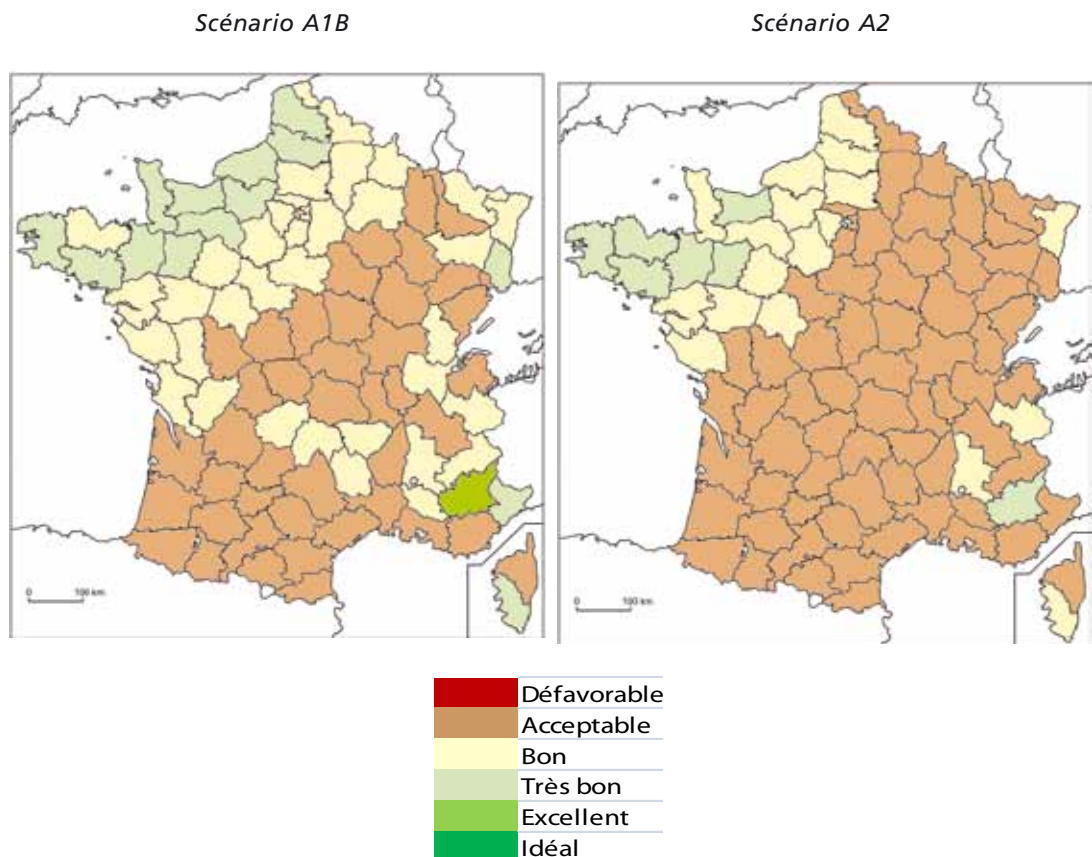 Scénario A1B
Scénario A2
0 100 km
0 100 km
Défavorable
Acceptable
Bon
Très bon
Excellent
Idéal